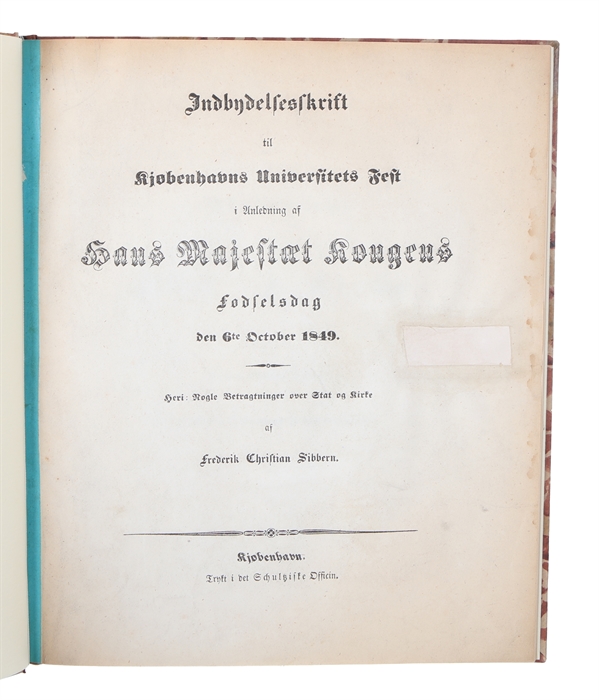 Indbydelsesskrift
til
Kjøbenhavns Universitets Fest
i Anledning af
Hans Majestæt Kongens
Fødselsdag
den 6te October 1849.
Heri: Nogle Betragtninger over Stat og Kirke
af
Frederik Christian Sibbern.
Kjøbenhavn.
Trykt i det Schultziske Officin.